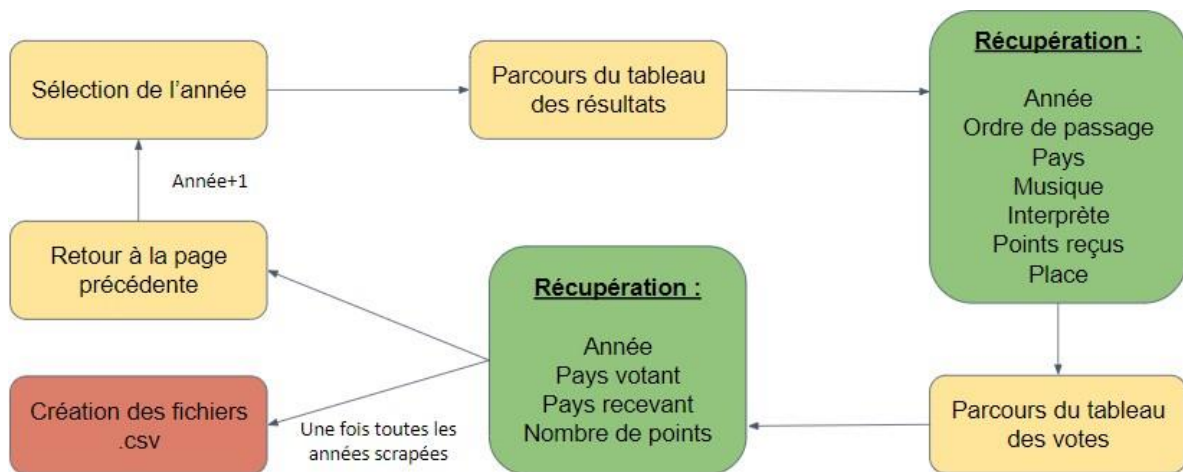 Sélection de l'année
Parcours du tableau
des résultats
Récupération :
Année
Ordre de passage
Pays
Musique
Interprète
Points reçus
Place
Année+1
Retour à la page
précédente
Récupération :
Année
Pays votant
Pays recevant
Nombre de points
Parcours du tableau
des votes
Création des fichiers
.csv
Une fois toutes les
années scrapées